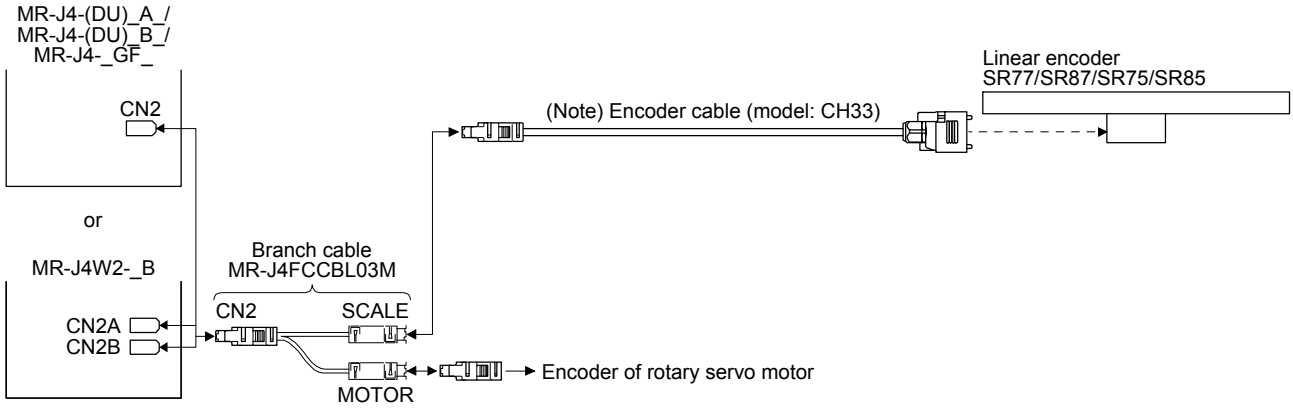 MR-J4-(DU)_A_/
MR-J4-(DU)_B_/
MR-J4-_GF_
CN2
Linear encoder
SR77/SR87/SR75/SR85
(Note) Encoder cable (model: CH33)
or
MR-J4W2-_B
CN2A
CN2B
Branch cable
MR-J4FCCBL03M
CN2
SCALE
MOTOR
Encoder of rotary servo motor